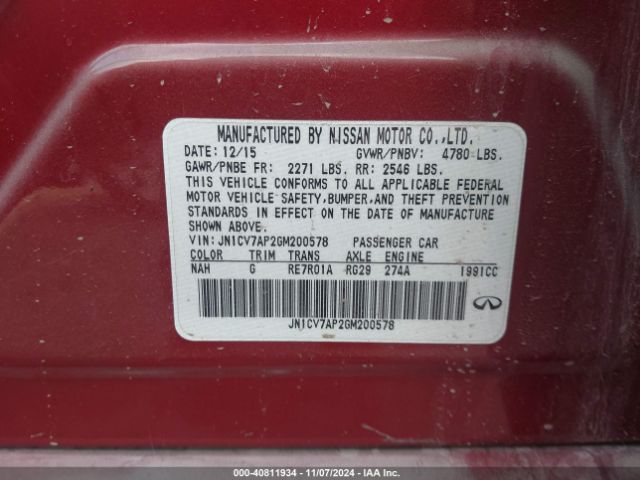 MANUFACTURED BY NISSAN MOTOR CO.,LTD.
DATE: 12/15 GVWR/PNBV: 4780 LBS.
GAWR/PNBE FR: 2271 LBS. RR: 2546 LBS.
THIS VEHICLE CONFORMS TO ALL APPLICABLE FEDERAL
MOTOR VEHICLE SAFETY,BUMPER,AND THEFT PREVENTION
STANDARDS IN EFFECT ON THE DATE OF MANUFACTURE
SHOWN ABOVE.
VIN: JN1CV7AP2GM200578 PASSENGER CAR
COLOR TRIM TRANS AXLE ENGINE
NAH G RE7R01A RG29 274A 1991CC
JN1CV7AP2GM200578
000-40811934 - 11/07/2024 - IAA Inc.